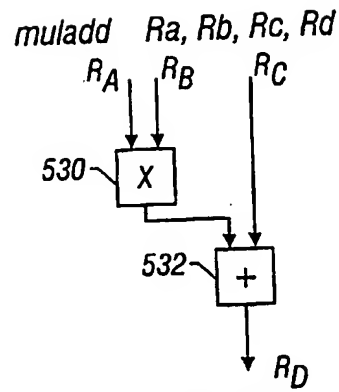 muladd Ra, Rb, Rc, Rd
RA RB RC
530 X
532 +
RD